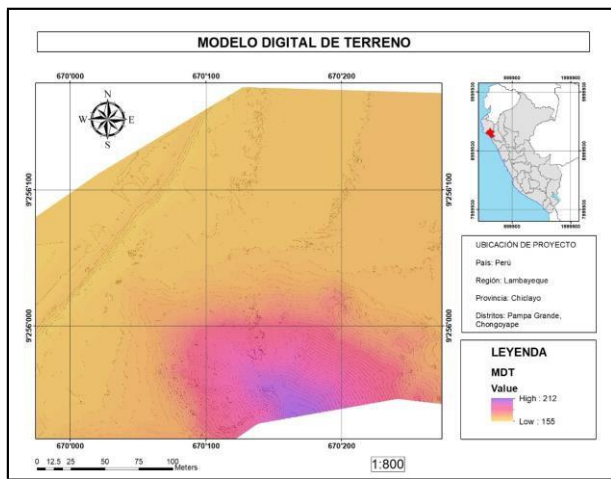 MODELO DIGITAL DE TERRENO
670°000 670°100 670°200
N
W E
S
9°256'100 9°256'100
9°256'000 9°256'000
670°000 670°100 670°200
0 12.5 25 50 75 100
Meters
1:800
UBICACIÓN DE PROYECTO
País: Perú
Región: Lambayeque
Provincia: Chiclayo
Distritos: Pampa Grande,
Chongoyape
LEYENDA
MDT
Value
High : 212
Low : 155